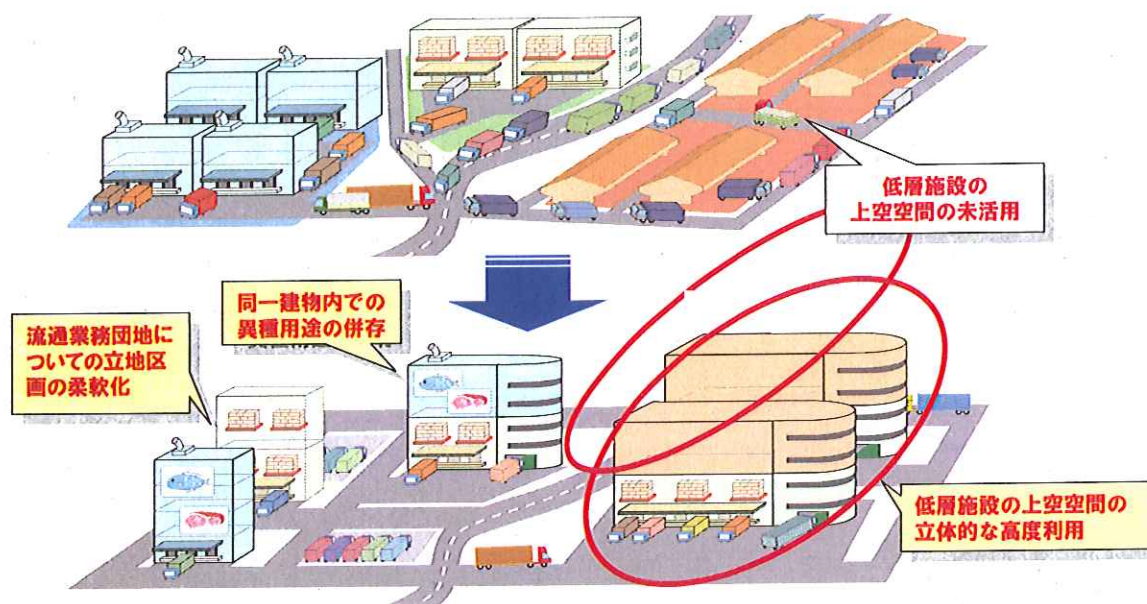 低層施設の
上空空間の未活用
同一建物内での
異種用途の併存
流過業務団地に
ついての立地区
画の柔軟化
低層施設の上空空間の
立体的な高度利用